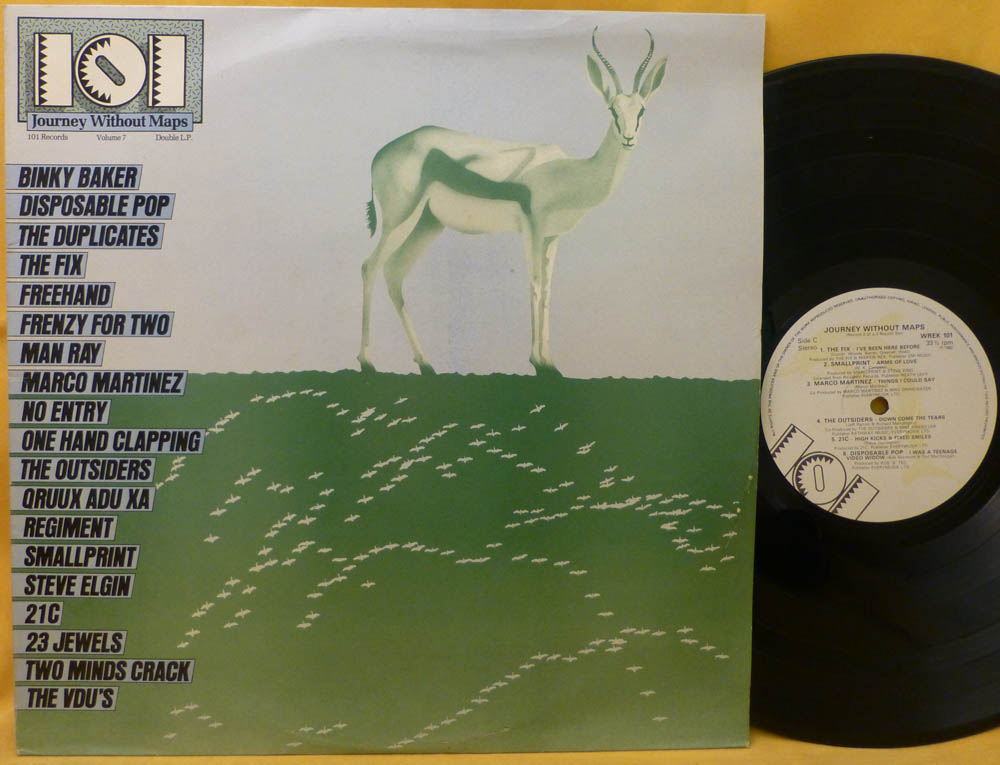 101
Journey Without Maps
101 Records Volume 7 Double L.P.
BINKY BAKER
DISPOSABLE POP
THE DUPLICATES
THE FIX
FREEHAND
FRENZY FOR TWO
MAN RAY
MARCO MARTINEZ
NO ENTRY
ONE HAND CLAPPING
THE OUTSIDERS
QRUUX ADU XA
REGIMENT
SMALLPRINT
STEVE ELGIN
21C
23 JEWELS
TWO MINDS CRACK
THE VDU'S
JOURNEY WITHOUT MAPS
Side C
Stereo
WREK 101
33⅓ rpm
1. THE FIX - I'VE BEEN HERE BEFORE
2. SMALLPRINT - ARMS OF LOVE
3. MARCO MARTINEZ - THINGS I COULD SAY
4. THE OUTSIDERS - DOWN COME THE TEARS
5. 21C - HIGH KICKS & FIXED SMILES
6. DISPOSABLE POP - I WAS A TEENAGE
VIDEO WIDOW
101